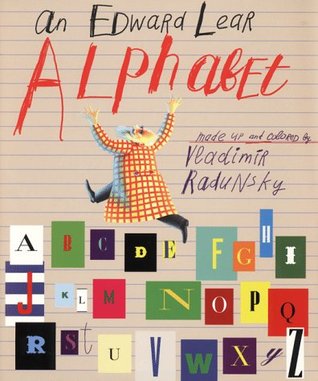 an EDWARD LEAR
ALphaBET
made up and colored by
Vladimir
RaduNsky
A B C D E F G H I
J K L M N O P Q
R S t U V W X y Z